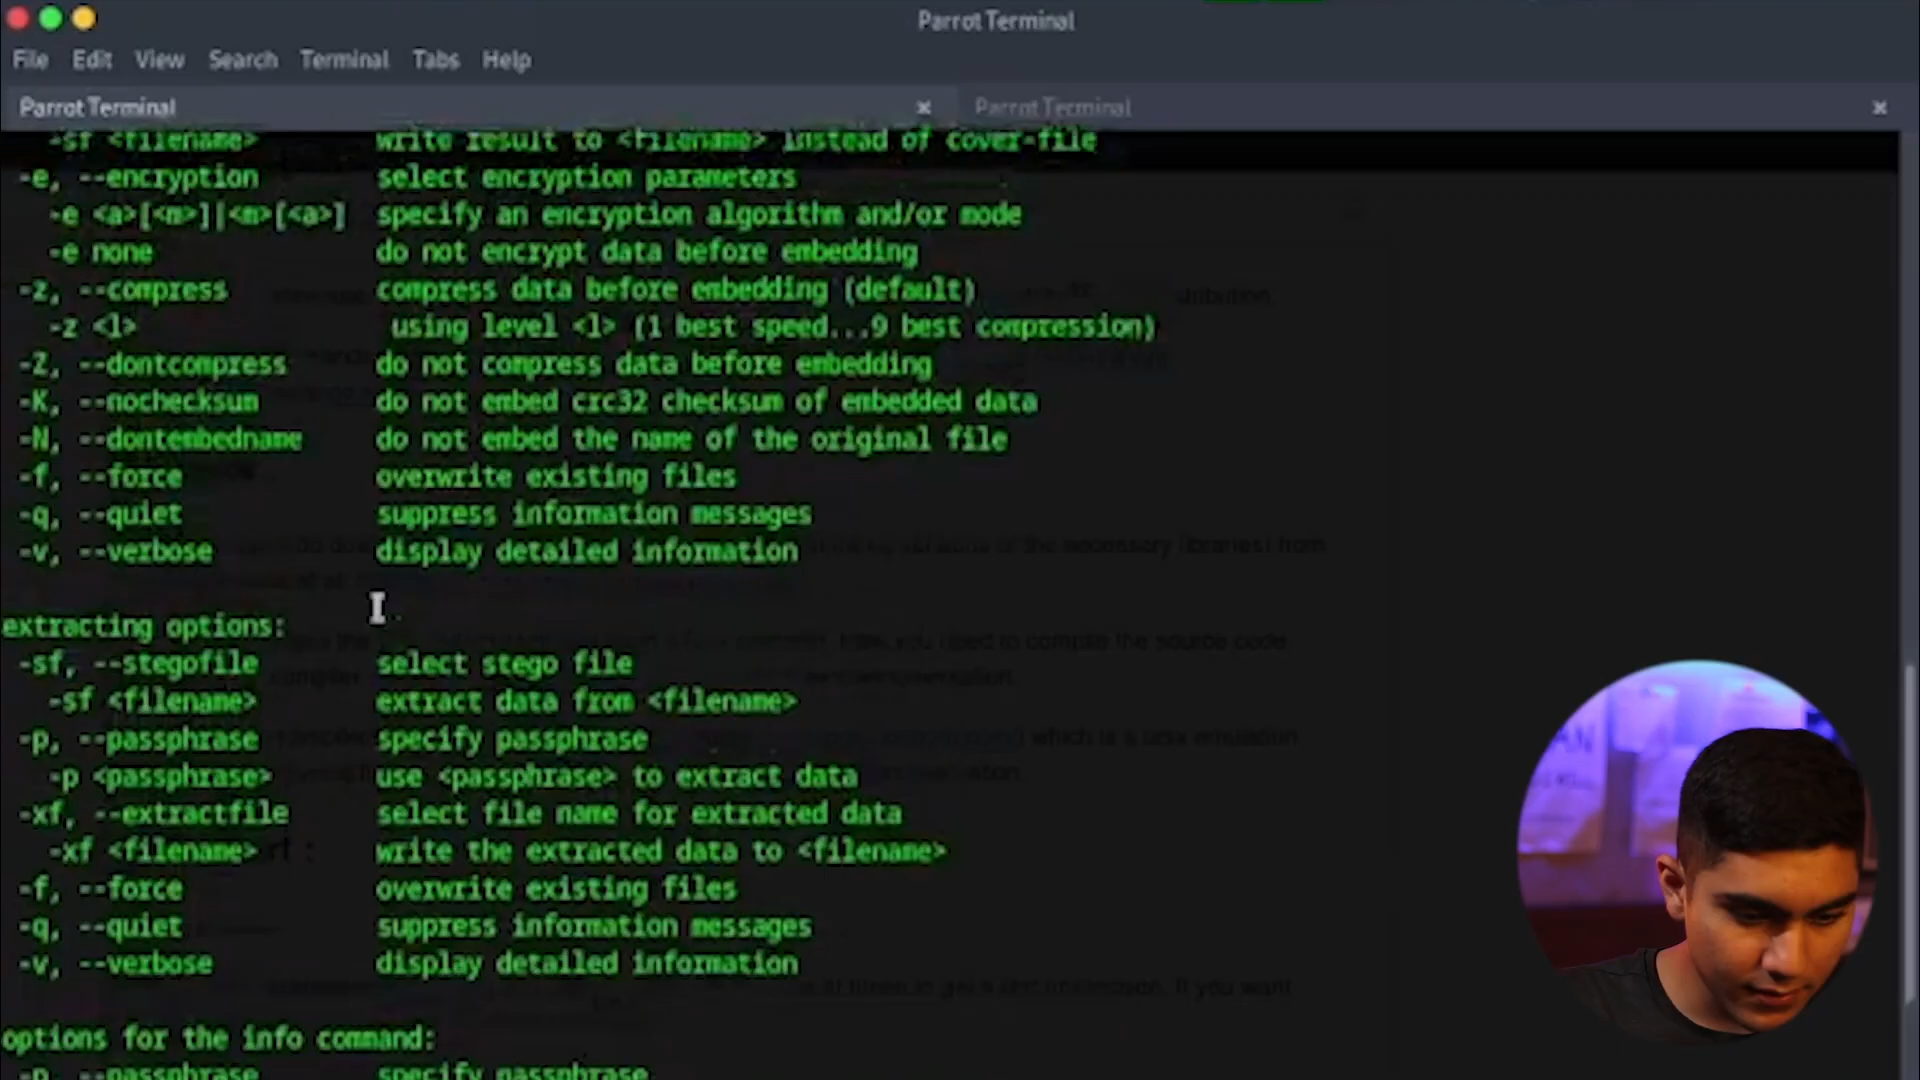 Parrot Terminal
File Edit View Search Terminal Tabs Help
Parrot Terminal × Parrot Terminal ×
-sf <filename> write result to <filename> instead of cover-file
-e, --encryption select encryption parameters
-e <a>[<m>]|<m>[<a>] specify an encryption algorithm and/or mode
-e none do not encrypt data before embedding
-z, --compress compress data before embedding (default)
-z <l> using level <l> (1 best speed...9 best compression)
-Z, --dontcompress do not compress data before embedding
-K, --nochecksum do not embed crc32 checksum of embedded data
-N, --dontembedname do not embed the name of the original file
-f, --force overwrite existing files
-q, --quiet suppress information messages
-v, --verbose display detailed information
extracting options:
-sf, --stegofile select stego file
-sf <filename> extract data from <filename>
-p, --passphrase specify passphrase
-p <passphrase> use <passphrase> to extract data
-xf, --extractfile select file name for extracted data
-xf <filename> write the extracted data to <filename>
-f, --force overwrite existing files
-q, --quiet suppress information messages
-v, --verbose display detailed information
options for the info command:
-p, --passphrase specify passphrase